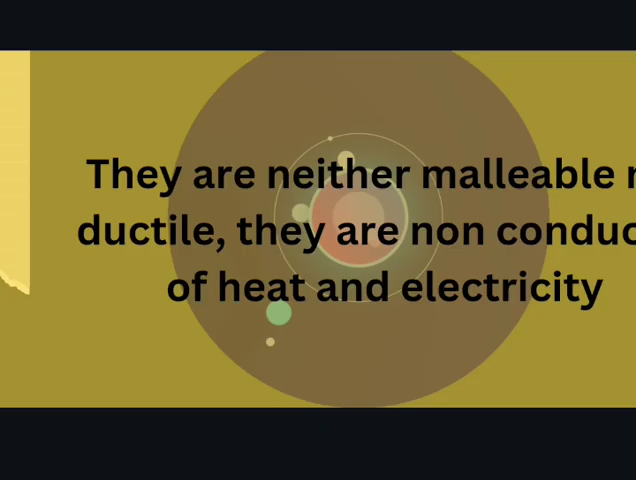 They are neither malleable
ductile, they are non
of heat and electricity